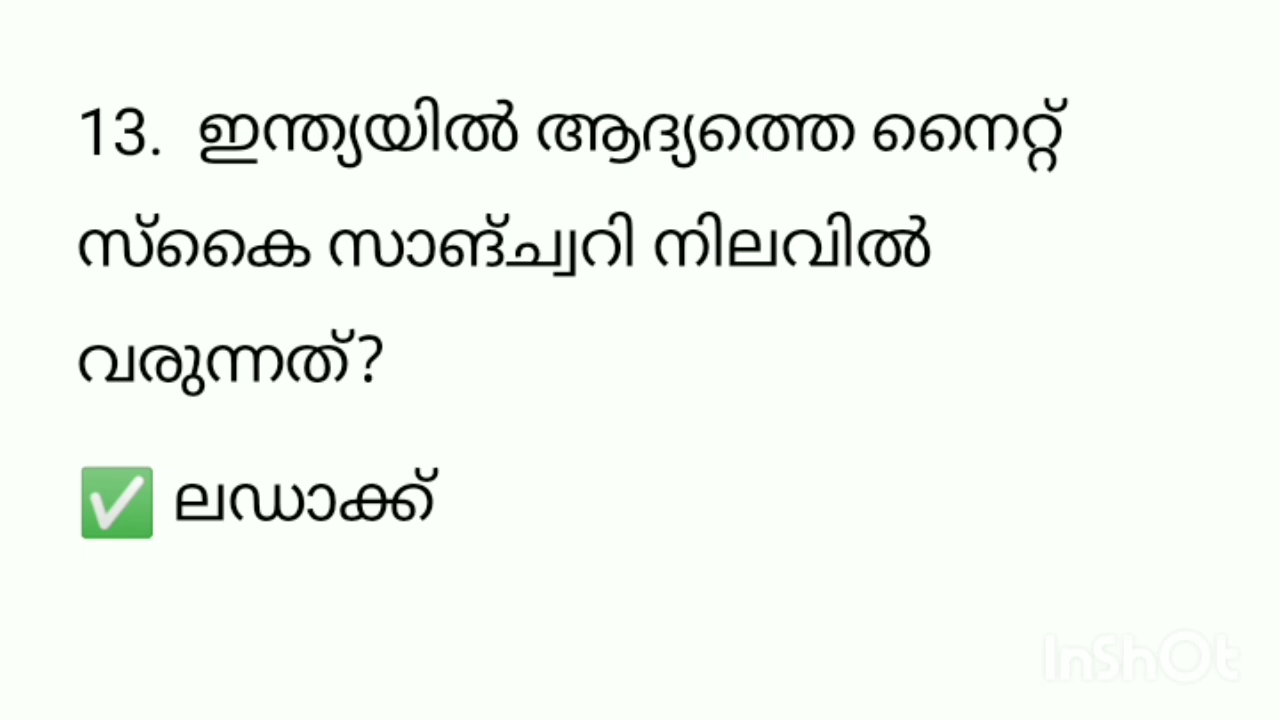 13. ഇന്ത്യയിൽ ആദ്യത്തെ നൈറ്റ്
സ്കൈ സാങ്ച്വറി നിലവിൽ
വരുന്നത്?
✅ ലഡാക്ക്
InShOt